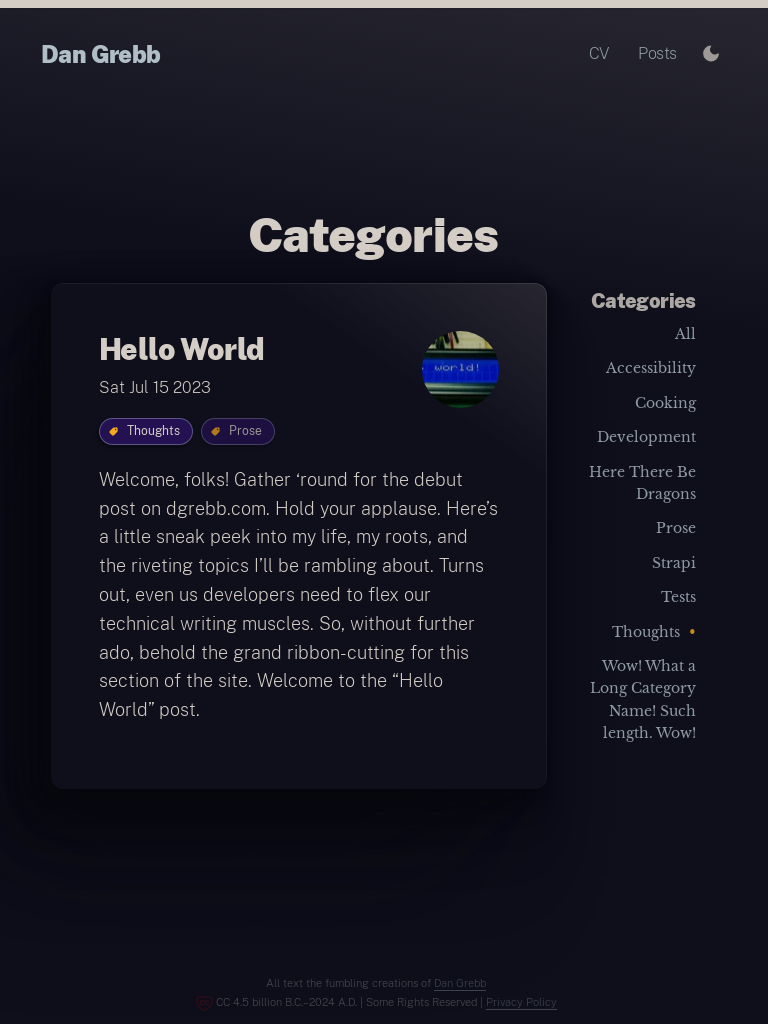 Dan Grebb
CV
Posts
Categories
Hello World
Sat Jul 15 2023
world!
Thoughts
Prose
Welcome, folks! Gather ‘round for the debut
post on dgrebb.com. Hold your applause. Here’s
a little sneak peek into my life, my roots, and
the riveting topics I’ll be rambling about. Turns
out, even us developers need to flex our
technical writing muscles. So, without further
ado, behold the grand ribbon-cutting for this
section of the site. Welcome to the “Hello
World” post.
Categories
All
Accessibility
Cooking
Development
Here There Be
Dragons
Prose
Strapi
Tests
Thoughts •
Wow! What a
Long Category
Name! Such
length. Wow!
All text the fumbling creations of Dan Grebb
CC 4.5 billion B.C.–2024 A.D. | Some Rights Reserved | Privacy Policy